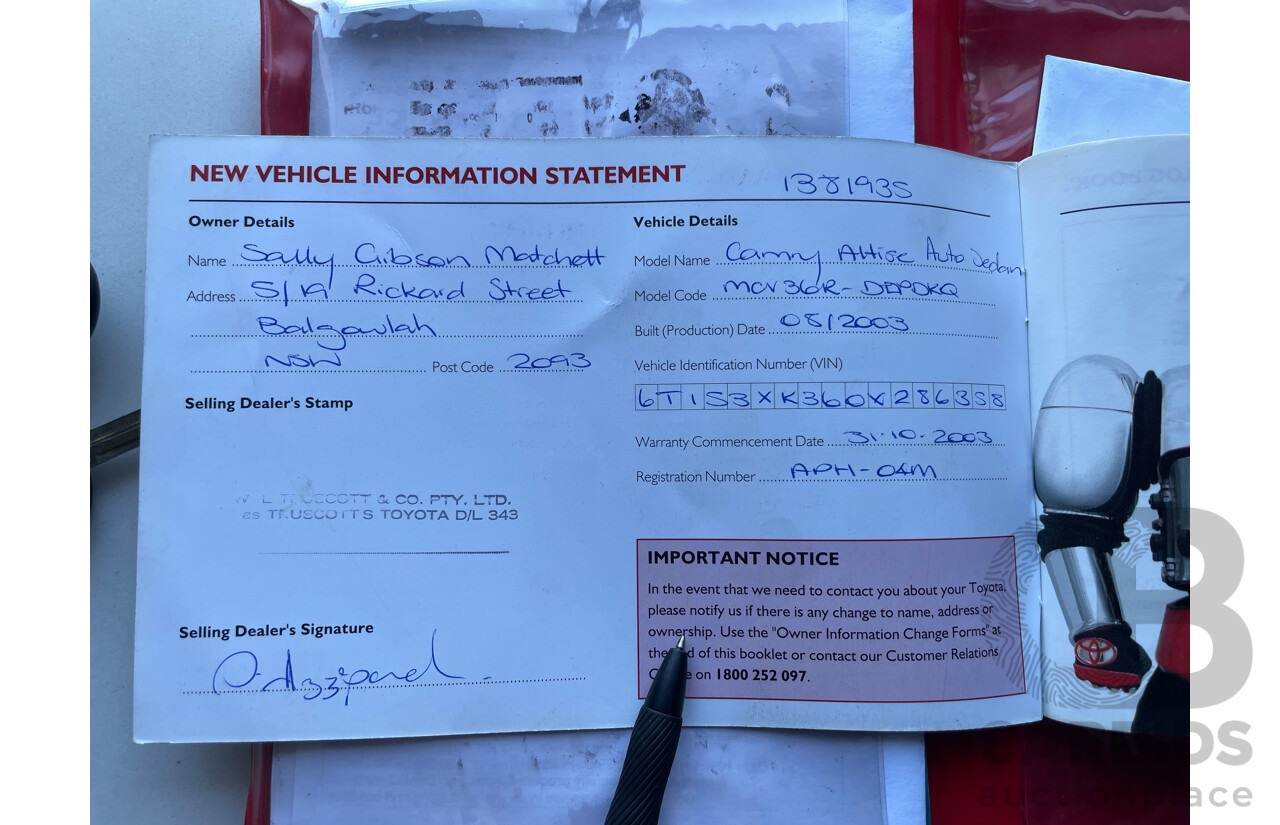 NEW VEHICLE INFORMATION STATEMENT
1381935
Owner Details
Name Sally Gibson Matchett
Address 5/19 Rickard Street
Balgowlah
NSW Post Code 2093
Selling Dealer's Stamp
& CO. PTY. LTD.
TOYOTA D/L 343
Selling Dealer's Signature
Vehicle Details
Model Name Camry Altise Auto Sedan
Model Code MCV36R-
Built (Production) Date 08/2003
Vehicle Identification Number (VIN)
6T153XK360X286358
Warranty Commencement Date 31.10.2003
Registration Number APH-04M
IMPORTANT NOTICE
In the event that we need to contact you about your Toyota,
please notify us if there is any change to name, address or
ownership. Use the "Owner Information Change Forms" at
the end of this booklet or contact our Customer Relations
on 1800 252 097.
auctionplace